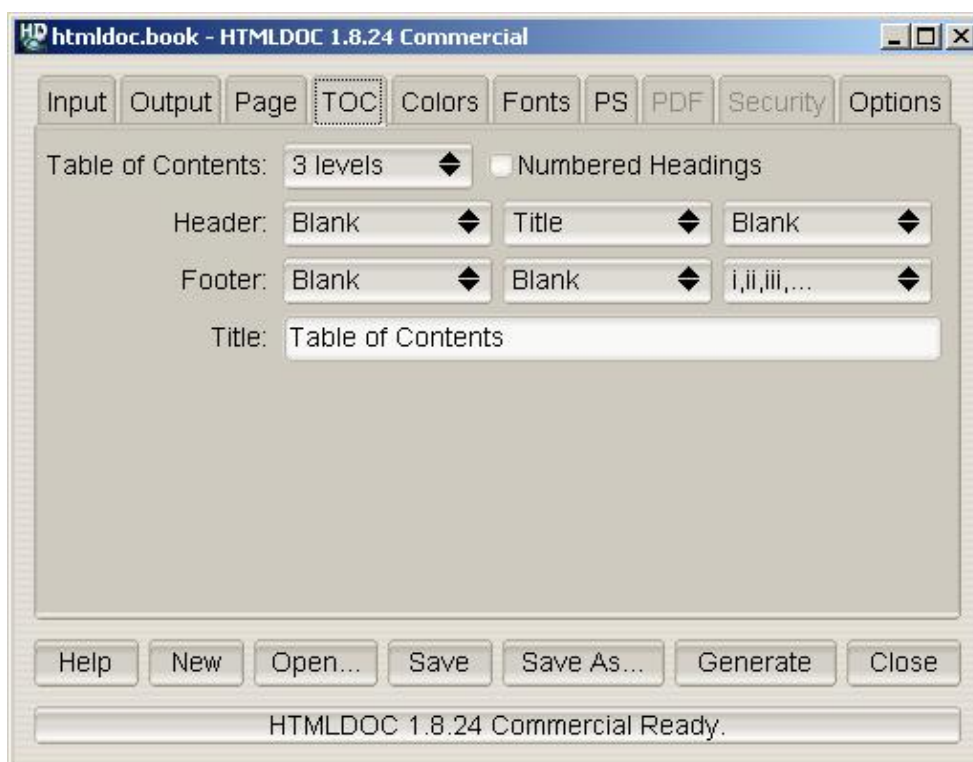 HD htmldoc.book - HTMLDOC 1.8.24 Commercial
Input Output Page TOC Colors Fonts PS PDF Security Options
Table of Contents: 3 levels Numbered Headings
Header: Blank Title Blank
Footer: Blank Blank i,ii,iii,...
Title: Table of Contents
Help New Open... Save Save As... Generate Close
HTMLDOC 1.8.24 Commercial Ready.